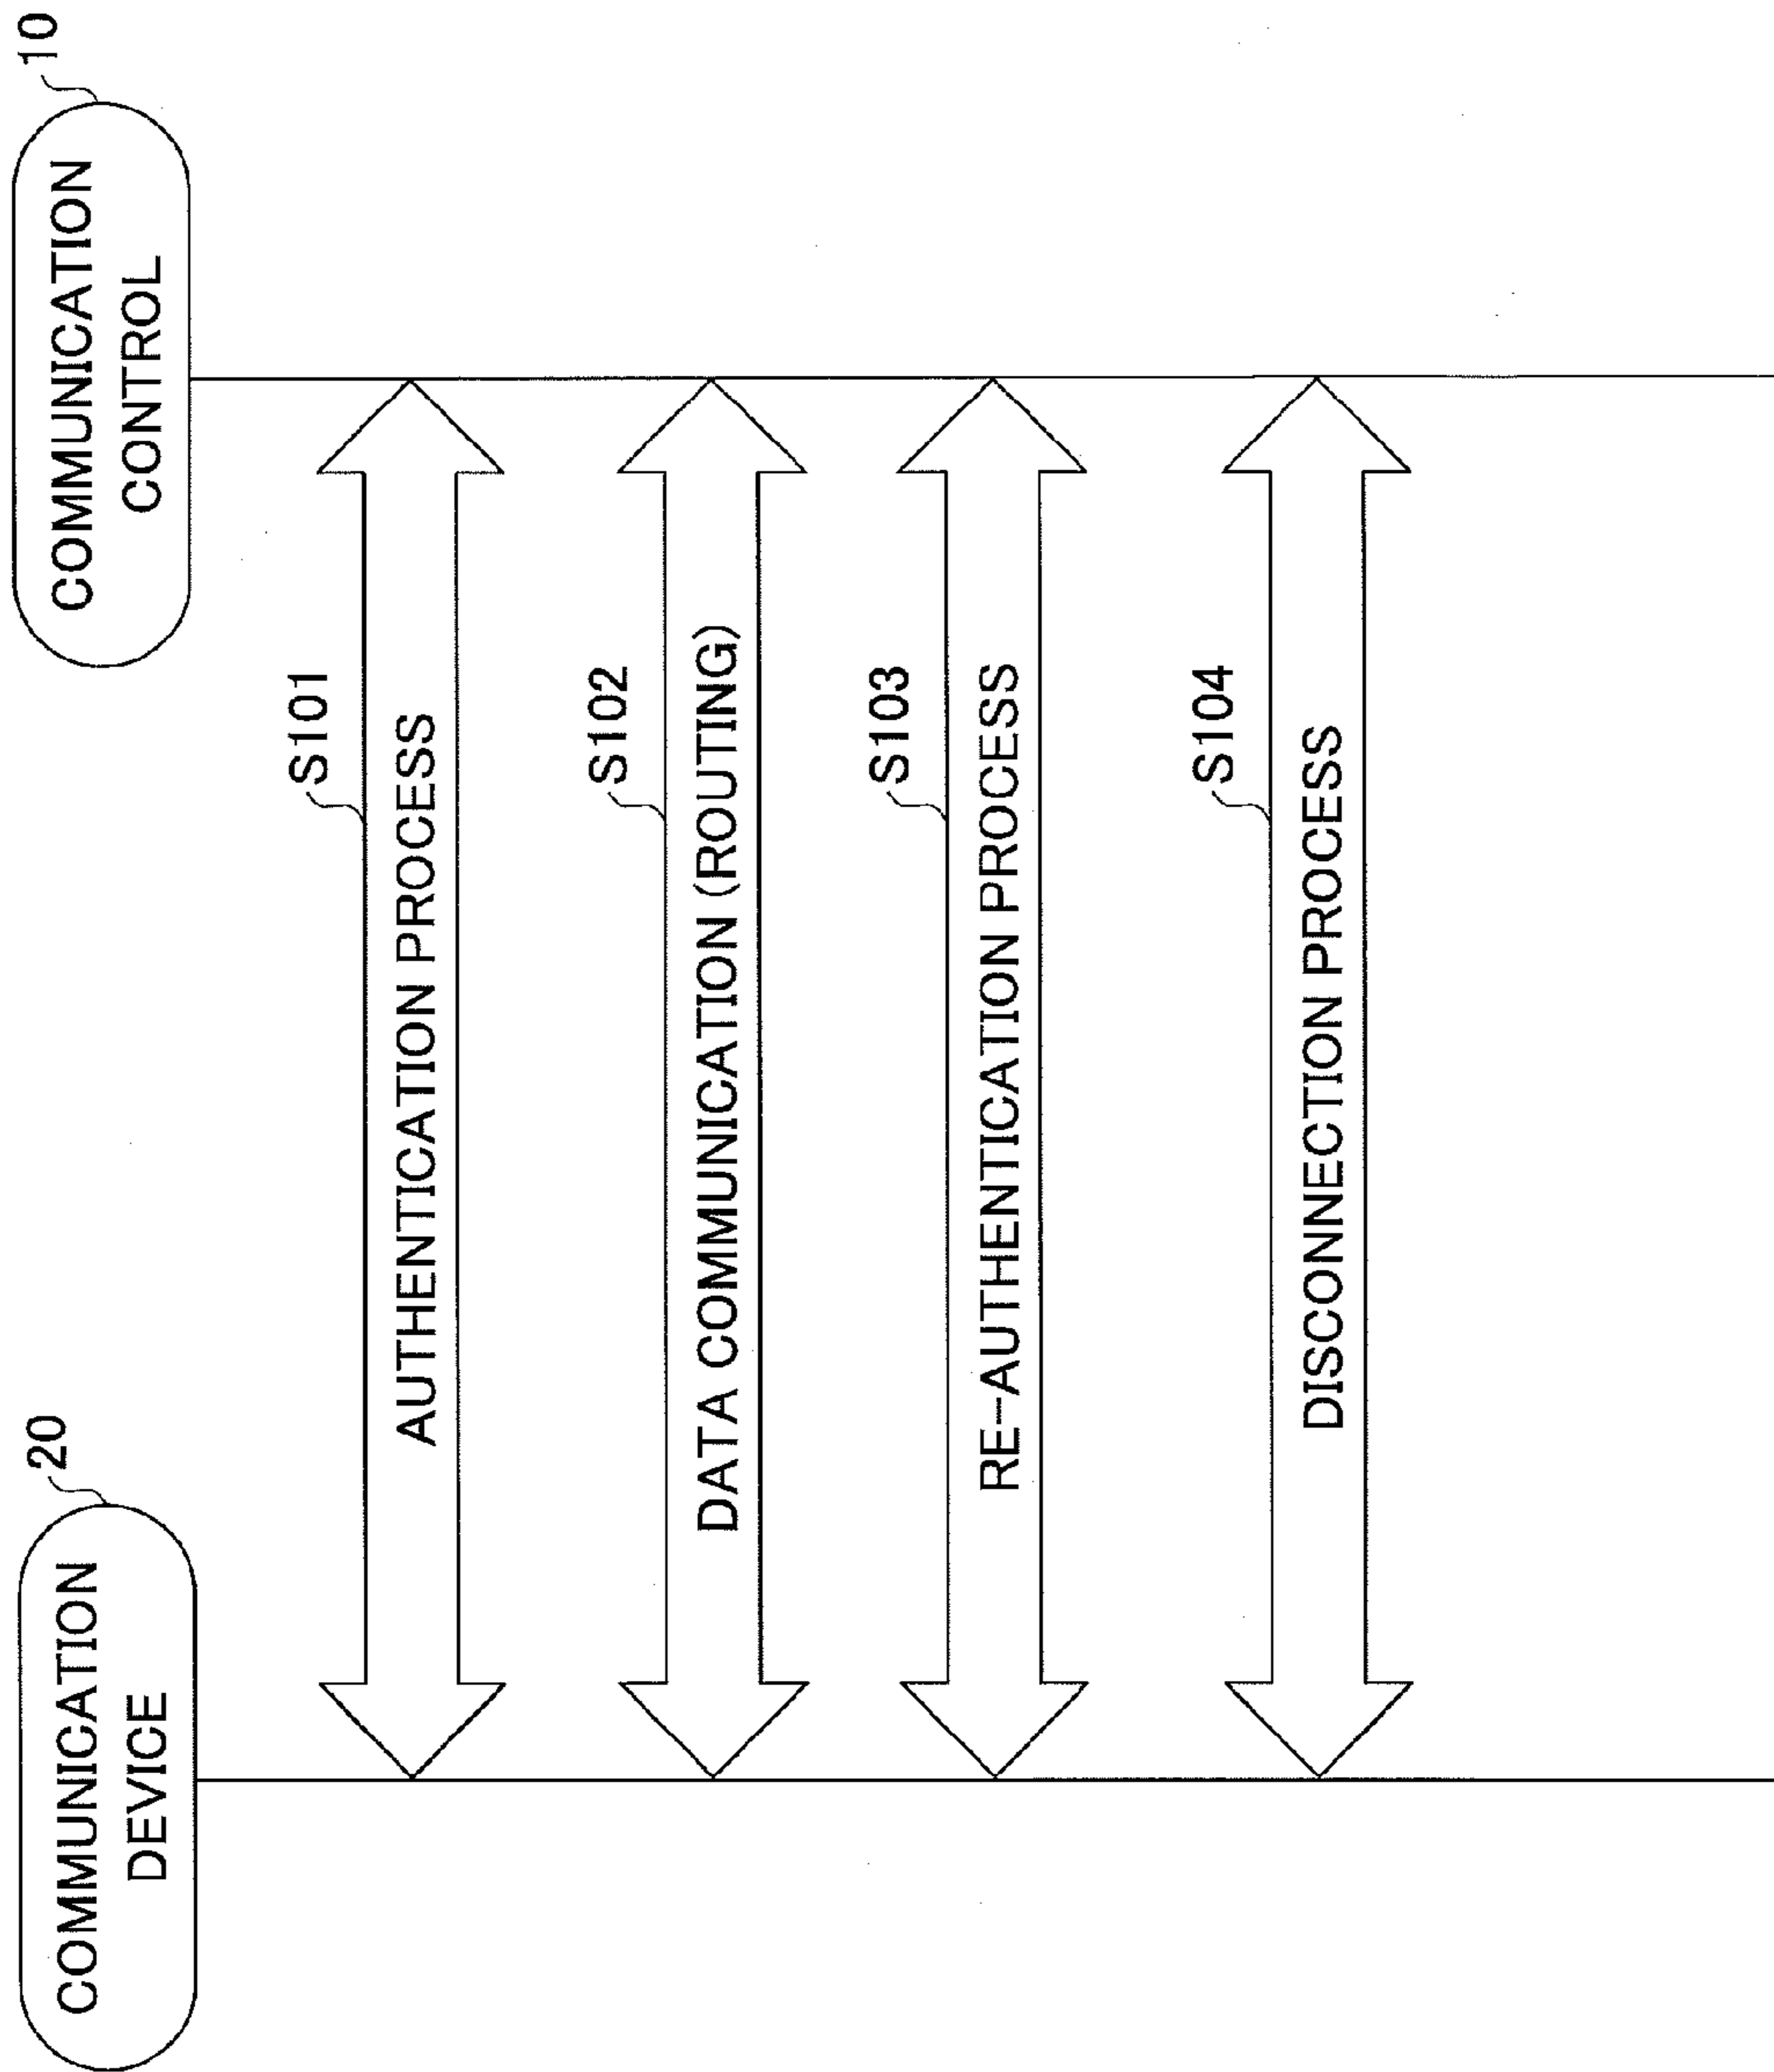 COMMUNICATION
DEVICE
20
COMMUNICATION
CONTROL
10
S101
AUTHENTICATION PROCESS
S102
DATA COMMUNICATION (ROUTING)
S103
RE-AUTHENTICATION PROCESS
S104
DISCONNECTION PROCESS